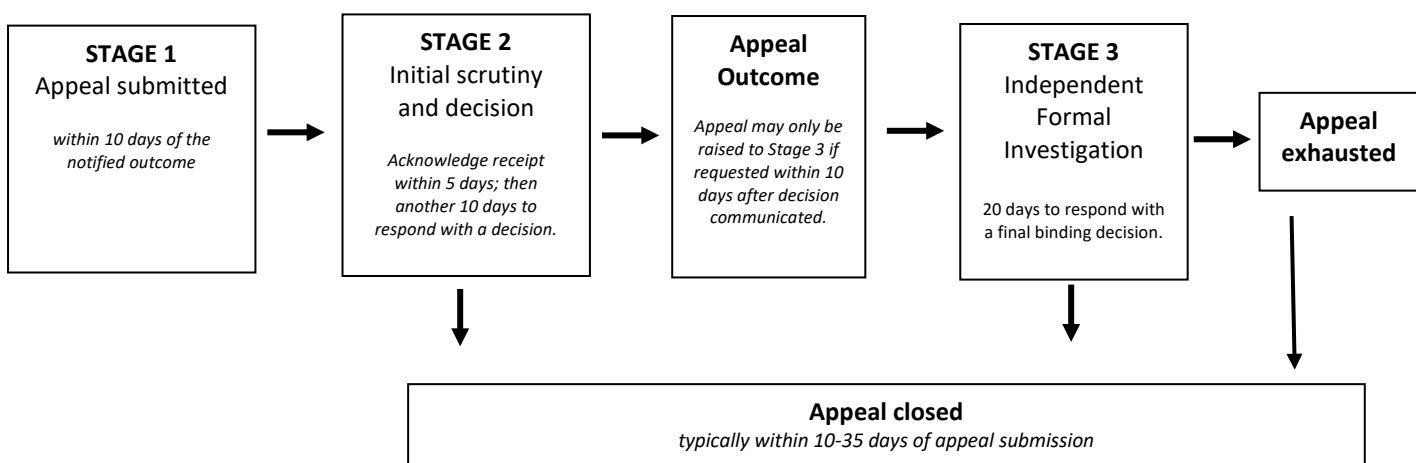 STAGE 1
Appeal submitted
within 10 days of the
notified outcome
STAGE 2
Initial scrutiny
and decision
Acknowledge receipt
within 5 days; then
another 10 days to
respond with a decision.
Appeal
Outcome
Appeal may only be
raised to Stage 3 if
requested within 10
days after decision
communicated.
STAGE 3
Independent
Formal
Investigation
20 days to respond with
a final binding decision.
Appeal
exhausted
Appeal closed
typically within 10-35 days of appeal submission